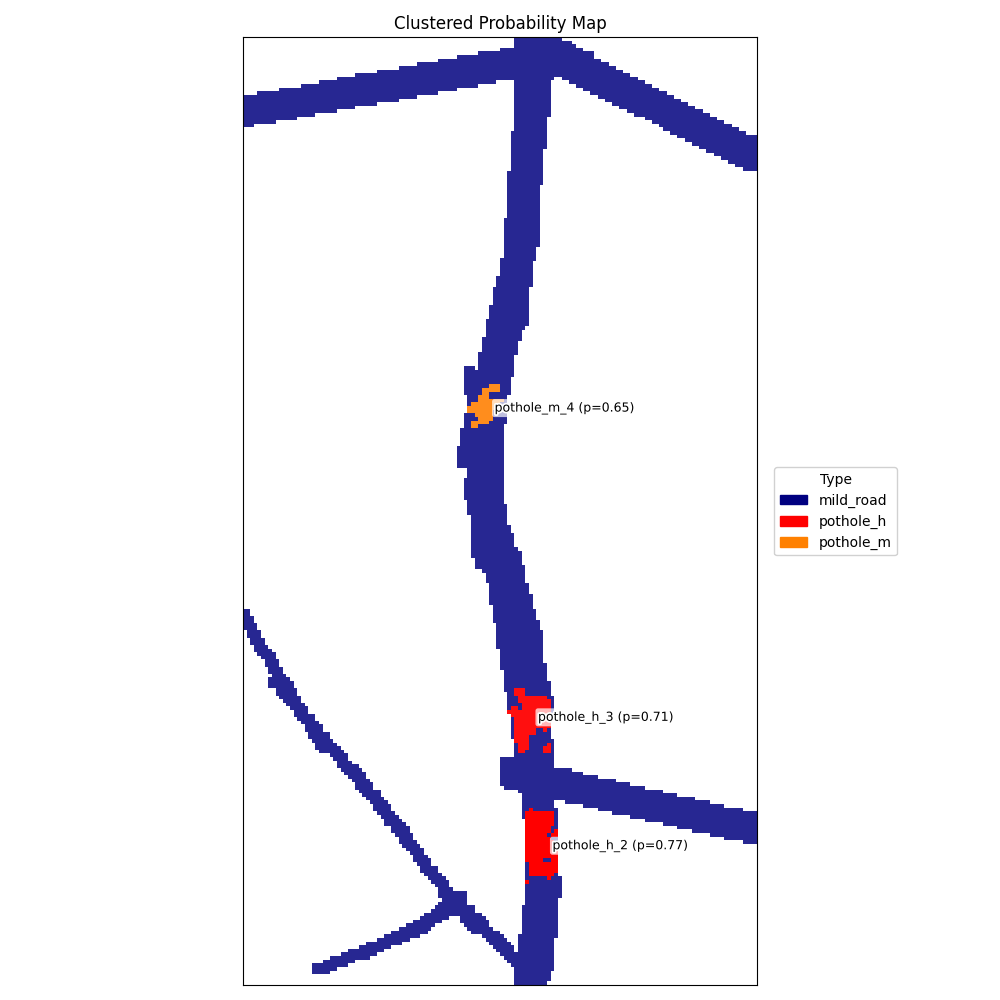 Clustered Probability Map
pothole_m_4 (p=0.65)
Type
mild_road
pothole_h
pothole_m
pothole_h_3 (p=0.71)
pothole_h_2 (p=0.77)